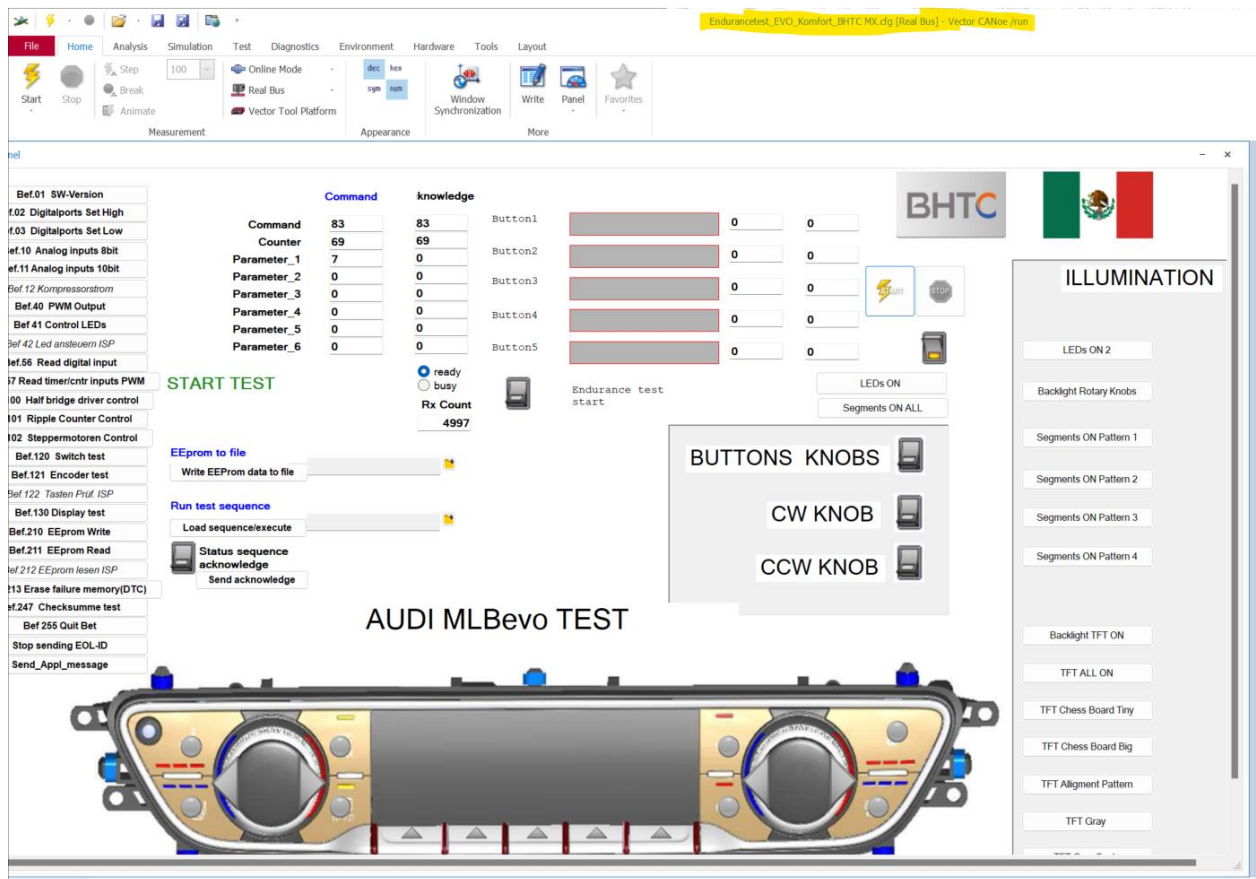 Endurancetest_EVO_Komfort_BHTC MX.cfg [Real Bus] - Vector CANoe /run
File Home Analysis Simulation Test Diagnostics Environment Hardware Tools Layout
Start
Stop
Step
Break
Animate
100
Online Mode
Real Bus
Vector Tool Platform
Measurement
dec hex
sym num
Appearance
Window
Synchronization
Write
Panel
Favorites
More
nel
Bef.01 SW-Version
f.02 Digitalports Set High
f.03 Digitalports Set Low
ef.10 Analog inputs 8bit
ef.11 Analog inputs 10bit
Bef.12 Kompressorstrom
Bef.40 PWM Output
Bef 41 Control LEDs
Bef 42 Led ansteuern ISP
Bef.56 Read digital input
57 Read timer/cntr inputs PWM
100 Half bridge driver control
101 Ripple Counter Control
102 Steppermotoren Control
Bef.120 Switch test
Bef.121 Encoder test
Bef.122 Tasten Prüf. ISP
Bef.130 Display test
Bef.210 EEprom Write
Bef.211 EEprom Read
Bef.212 EEprom lesen ISP
213 Erase failure memory(DTC)
ef.247 Checksumme test
Bef 255 Quit Bet
Stop sending EOL-ID
Send_Appl_message
Command knowledge
Command 83 83
Counter 69 69
Parameter_1 7 0
Parameter_2 0 0
Parameter_3 0 0
Parameter_4 0 0
Parameter_5 0 0
Parameter_6 0 0
START TEST
ready
busy
Rx Count
4997
EEprom to file
Write EEProm data to file
Run test sequence
Load sequence/execute
Status sequence
acknowledge
Send acknowledge
Button1 0 0
Button2 0 0
Button3 0 0
Button4 0 0
Button5 0 0
Endurance test
start
BHTC
START
STOP
LEDs ON
Segments ON ALL
BUTTONS KNOBS
CW KNOB
CCW KNOB
AUDI MLBevo TEST
ILLUMINATION
LEDs ON 2
Backlight Rotary Knobs
Segments ON Pattern 1
Segments ON Pattern 2
Segments ON Pattern 3
Segments ON Pattern 4
Backlight TFT ON
TFT ALL ON
TFT Chess Board Tiny
TFT Chess Board Big
TFT Alligment Pattern
TFT Gray